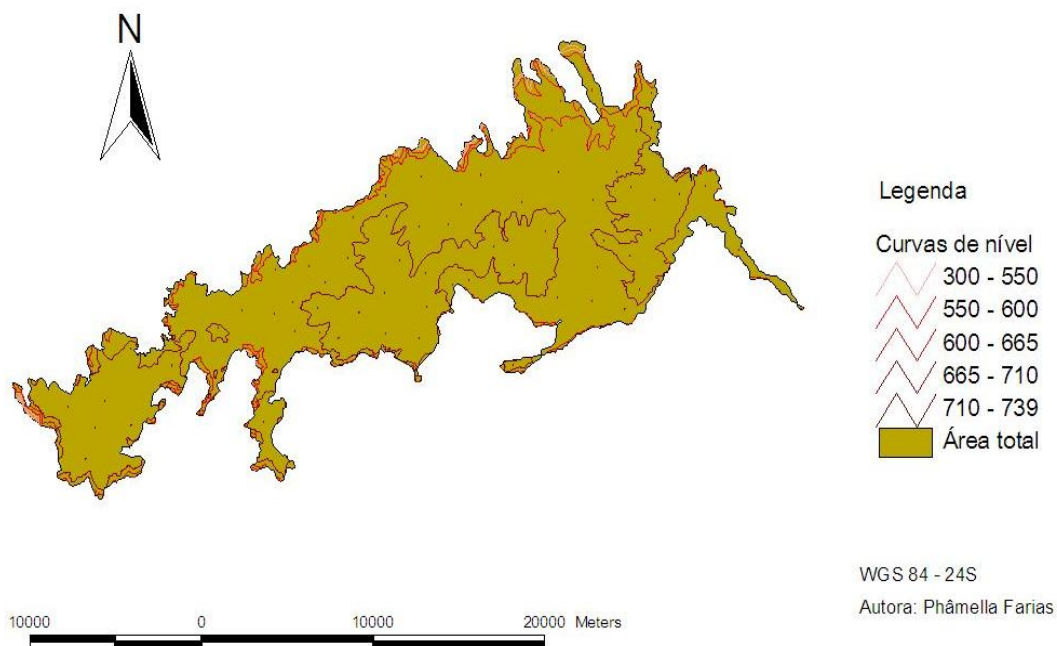 N
Legenda
Curvas de nível
300 - 550
550 - 600
600 - 665
665 - 710
710 - 739
Área total
WGS 84 - 24S
Autora: Phâmella Farias
10000 0 10000 20000 Meters